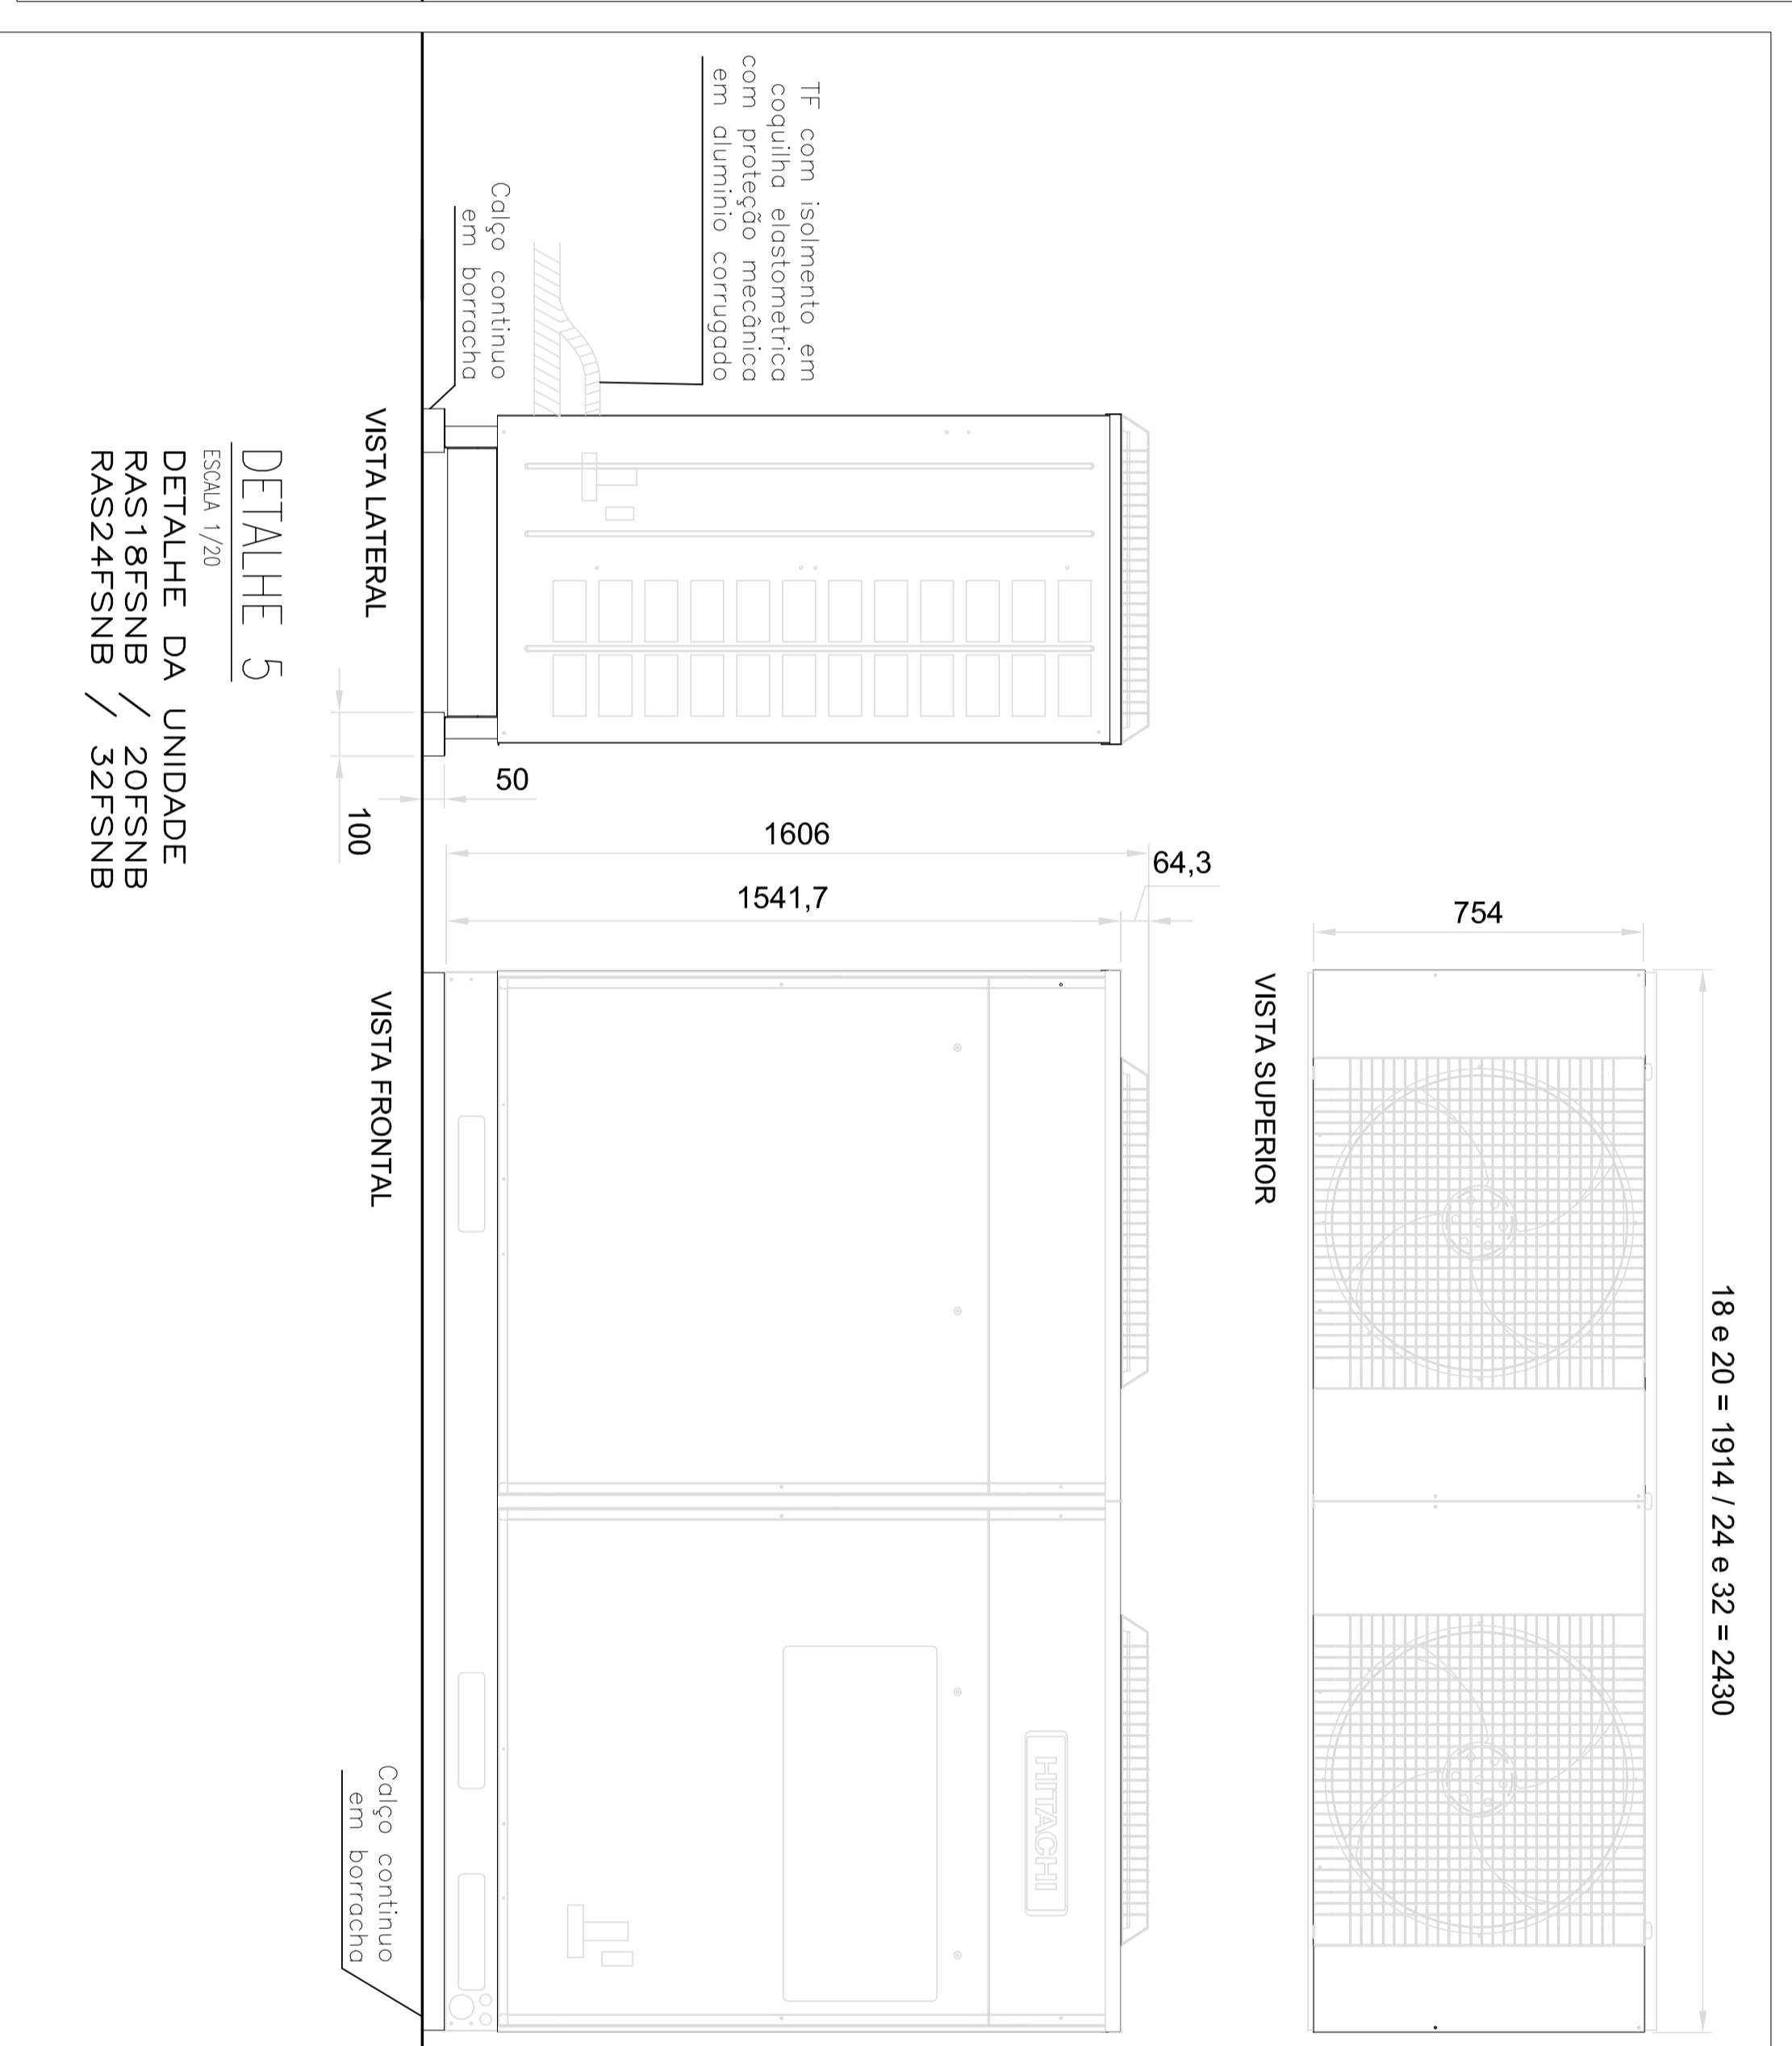 18 e 20 = 1914 / 24 e 32 = 2430
754
VISTA SUPERIOR
TF com isolmento em
coquilha elastometrica
com proteção mecânica
em aluminio corrugado
64,3
1606
1541,7
HITACHI
Calço continuo
em borracha
50
100
VISTA LATERAL
VISTA FRONTAL
Calço continuo
em borracha
DETALHE 5
ESCALA 1/20
DETALHE DA UNIDADE
RAS18FSNB / 20FSNB
RAS24FSNB / 32FSNB